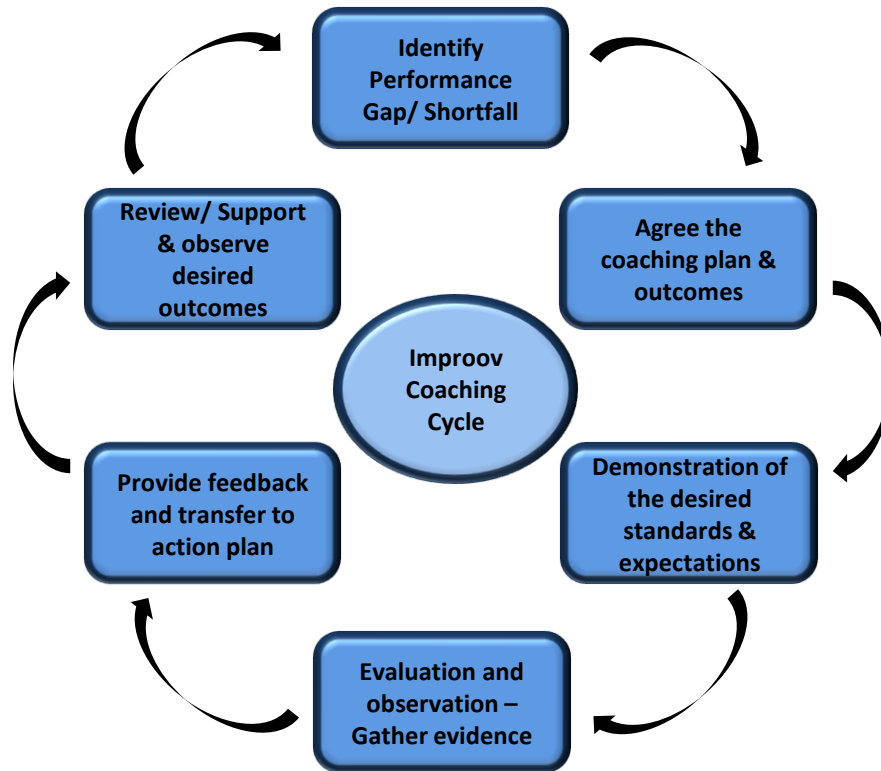 Identify
Performance
Gap/ Shortfall
Agree the
coaching plan &
outcomes
Demonstration of
the desired
standards &
expectations
Evaluation and
observation –
Gather evidence
Provide feedback
and transfer to
action plan
Review/ Support
& observe
desired
outcomes
Improov
Coaching
Cycle